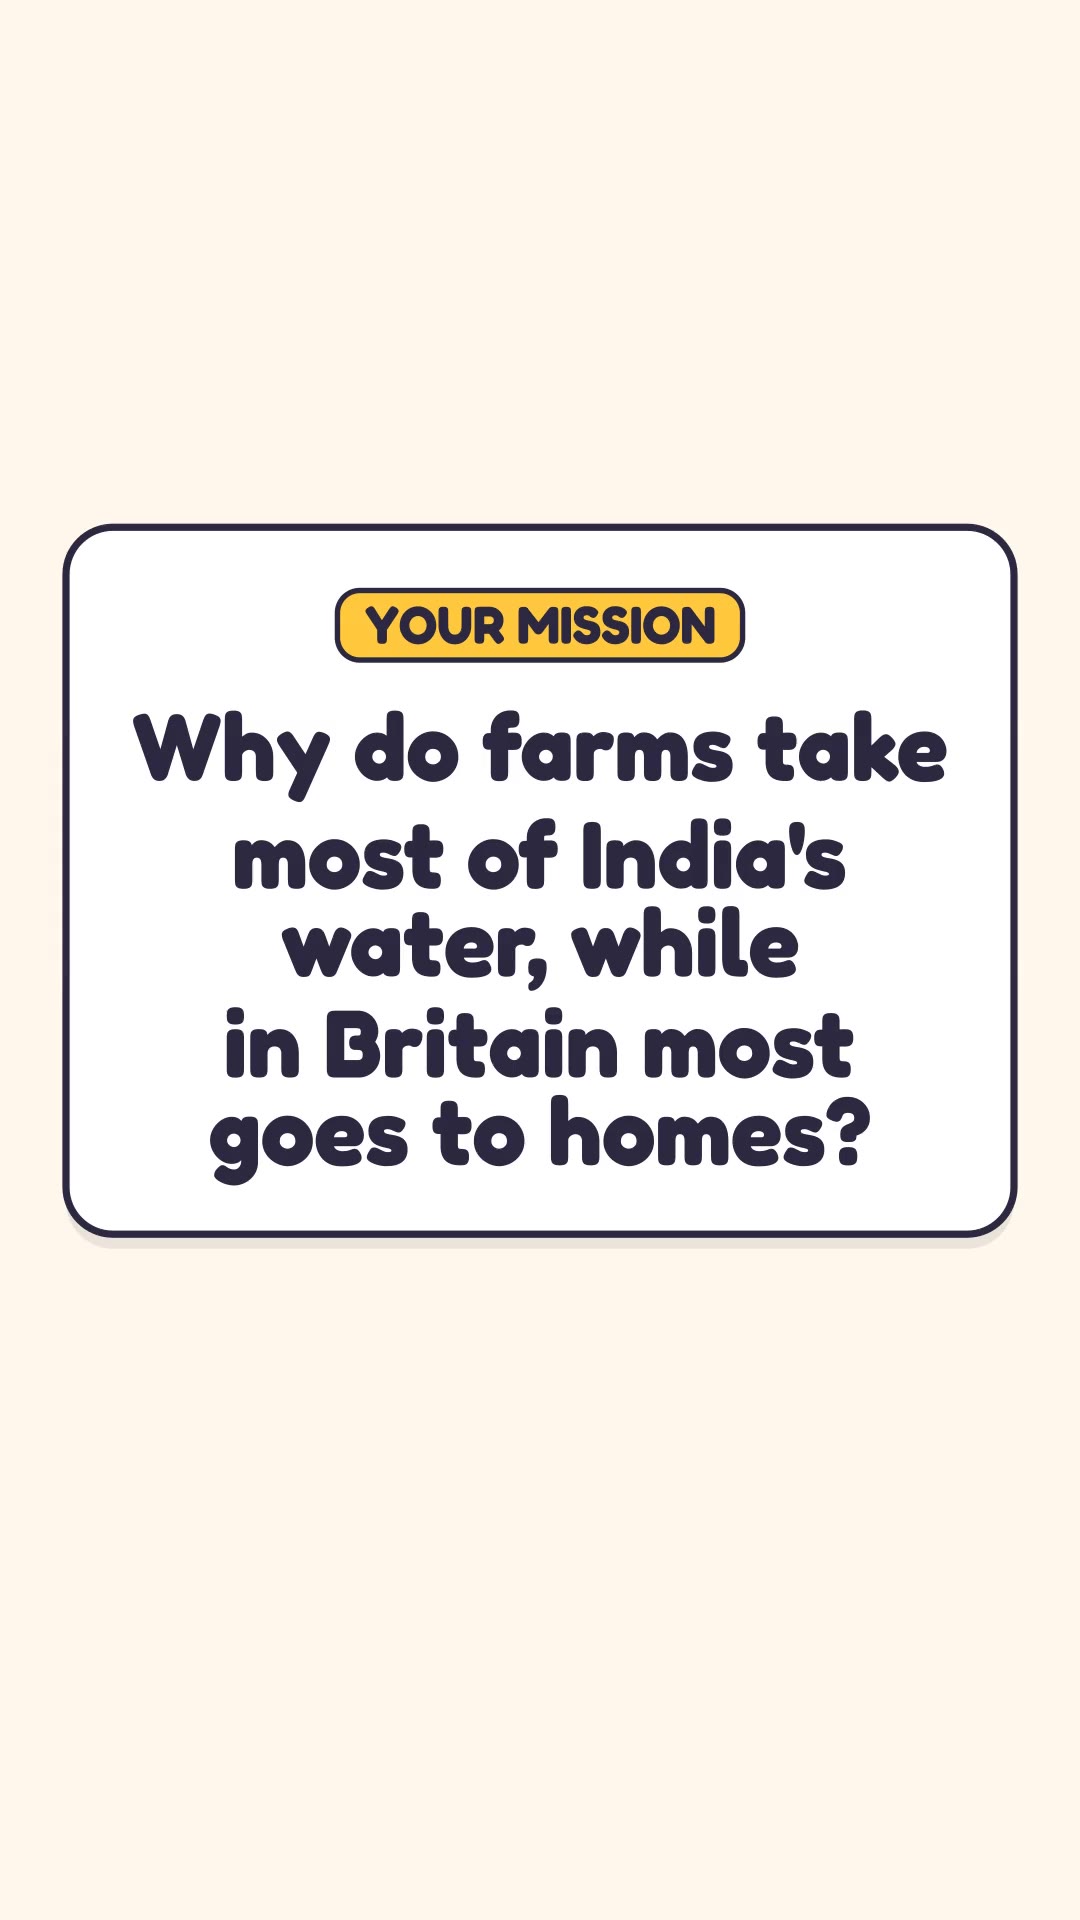 YOUR MISSION
Why do farms take
most of India's
water, while
in Britain most
goes to homes?